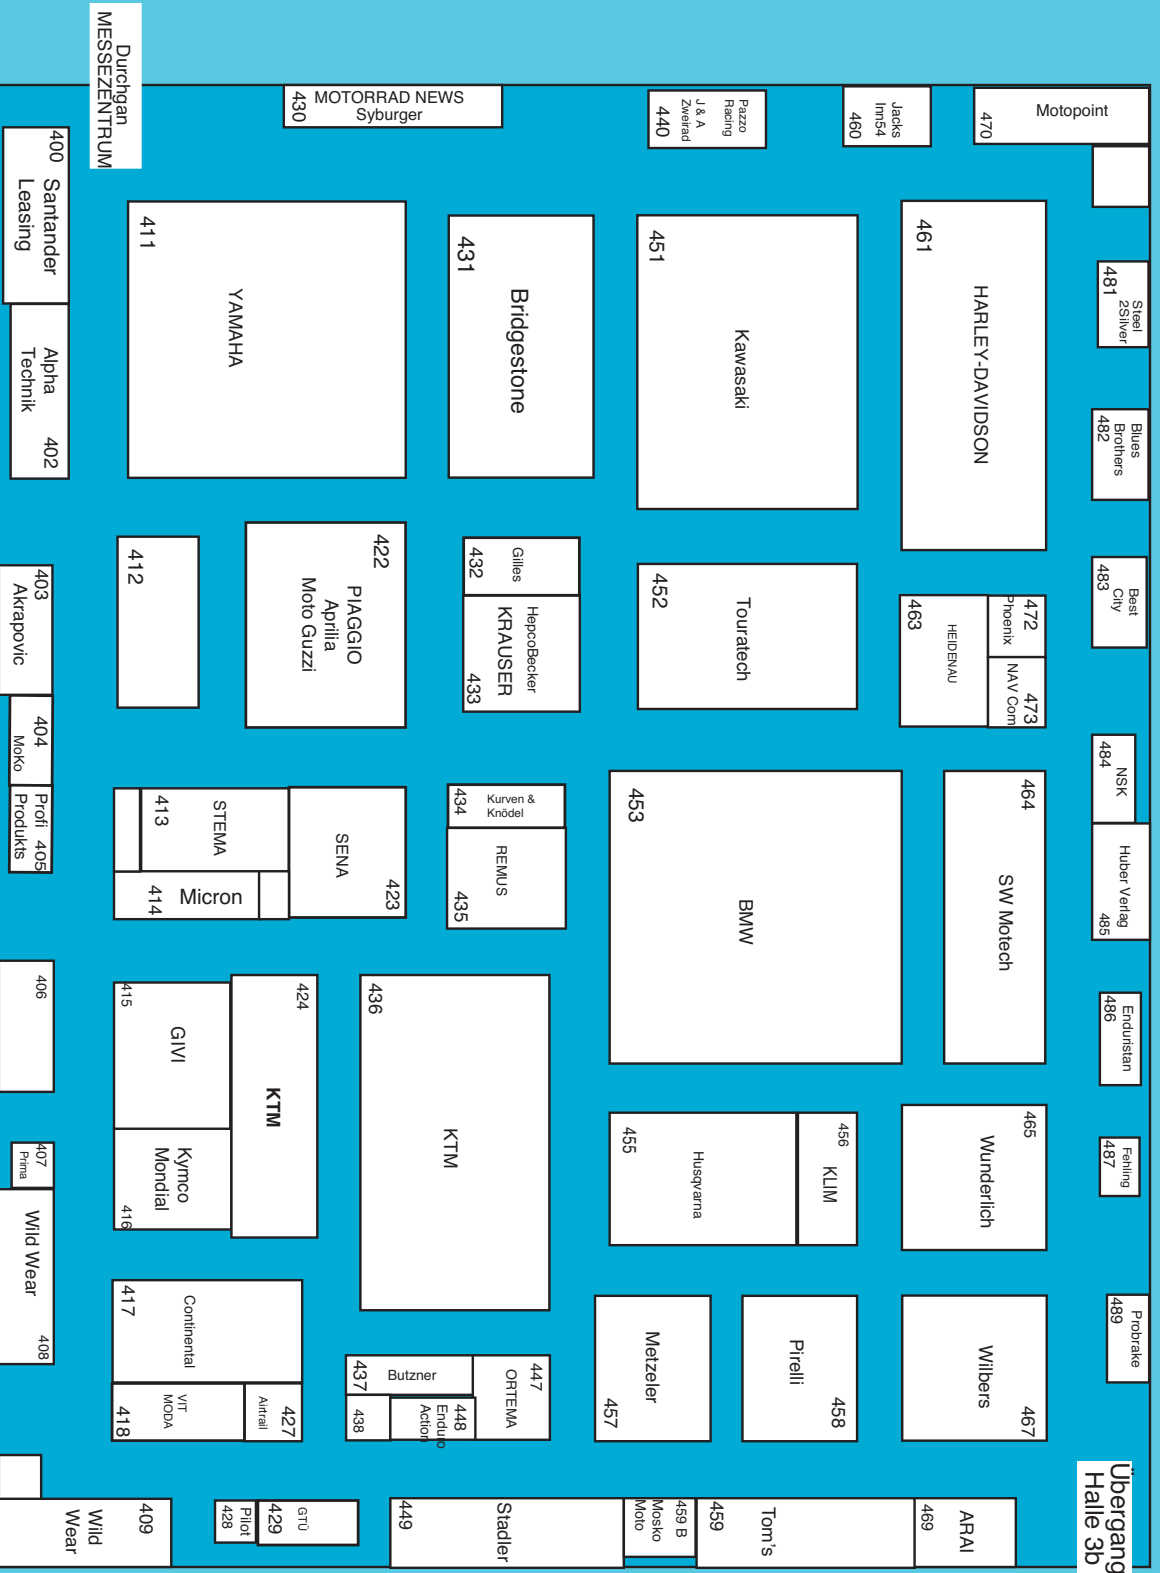 Durchgan
MESSEZENTRUM
430
MOTORRAD NEWS
Syburger
Pazzo
Racing
J & A
Zweirad
440
Jacks
Inn54
460
Motopoint
470
400
Santander
Leasing
Alpha
Technik
402
411
YAMAHA
431
Bridgestone
451
Kawasaki
461
HARLEY-DAVIDSON
Steel
2Silver
481
Blues
Brothers
482
Best
City
483
403
Akrapovic
404
MoKo
Profi 405
Produkts
412
422
PIAGGIO
Aprilia
Moto Guzzi
Gilles
432
HepcoBecker
KRAUSER
433
452
Touratech
463
HEIDENAU
472
Phoenix
473
NAV Com
NSK
484
Huber Verlag
485
413
STEMA
414
Micron
SENA
423
Kurven &
Knödel
434
REMUS
435
453
BMW
464
SW Motech
Enduristan
486
406
415
GIVI
424
KTM
Kymco
Mondial
416
436
KTM
455
Husqvarna
456
KLIM
465
Wunderlich
Fehling
487
407
Prima
Wild Wear
408
417
Continental
VIT
MODA
418
Airtrail
427
Butzner
437
438
447
ORTEMA
448
Enduro
Action
Metzeler
457
Pirelli
458
Wilbers
467
Probrake
489
409
Wild
Wear
Pilot
428
GTÜ
429
449
Stadler
459 B
Mosko
Moto
459
Tom's
ARAI
469
Übergang
Halle 3b